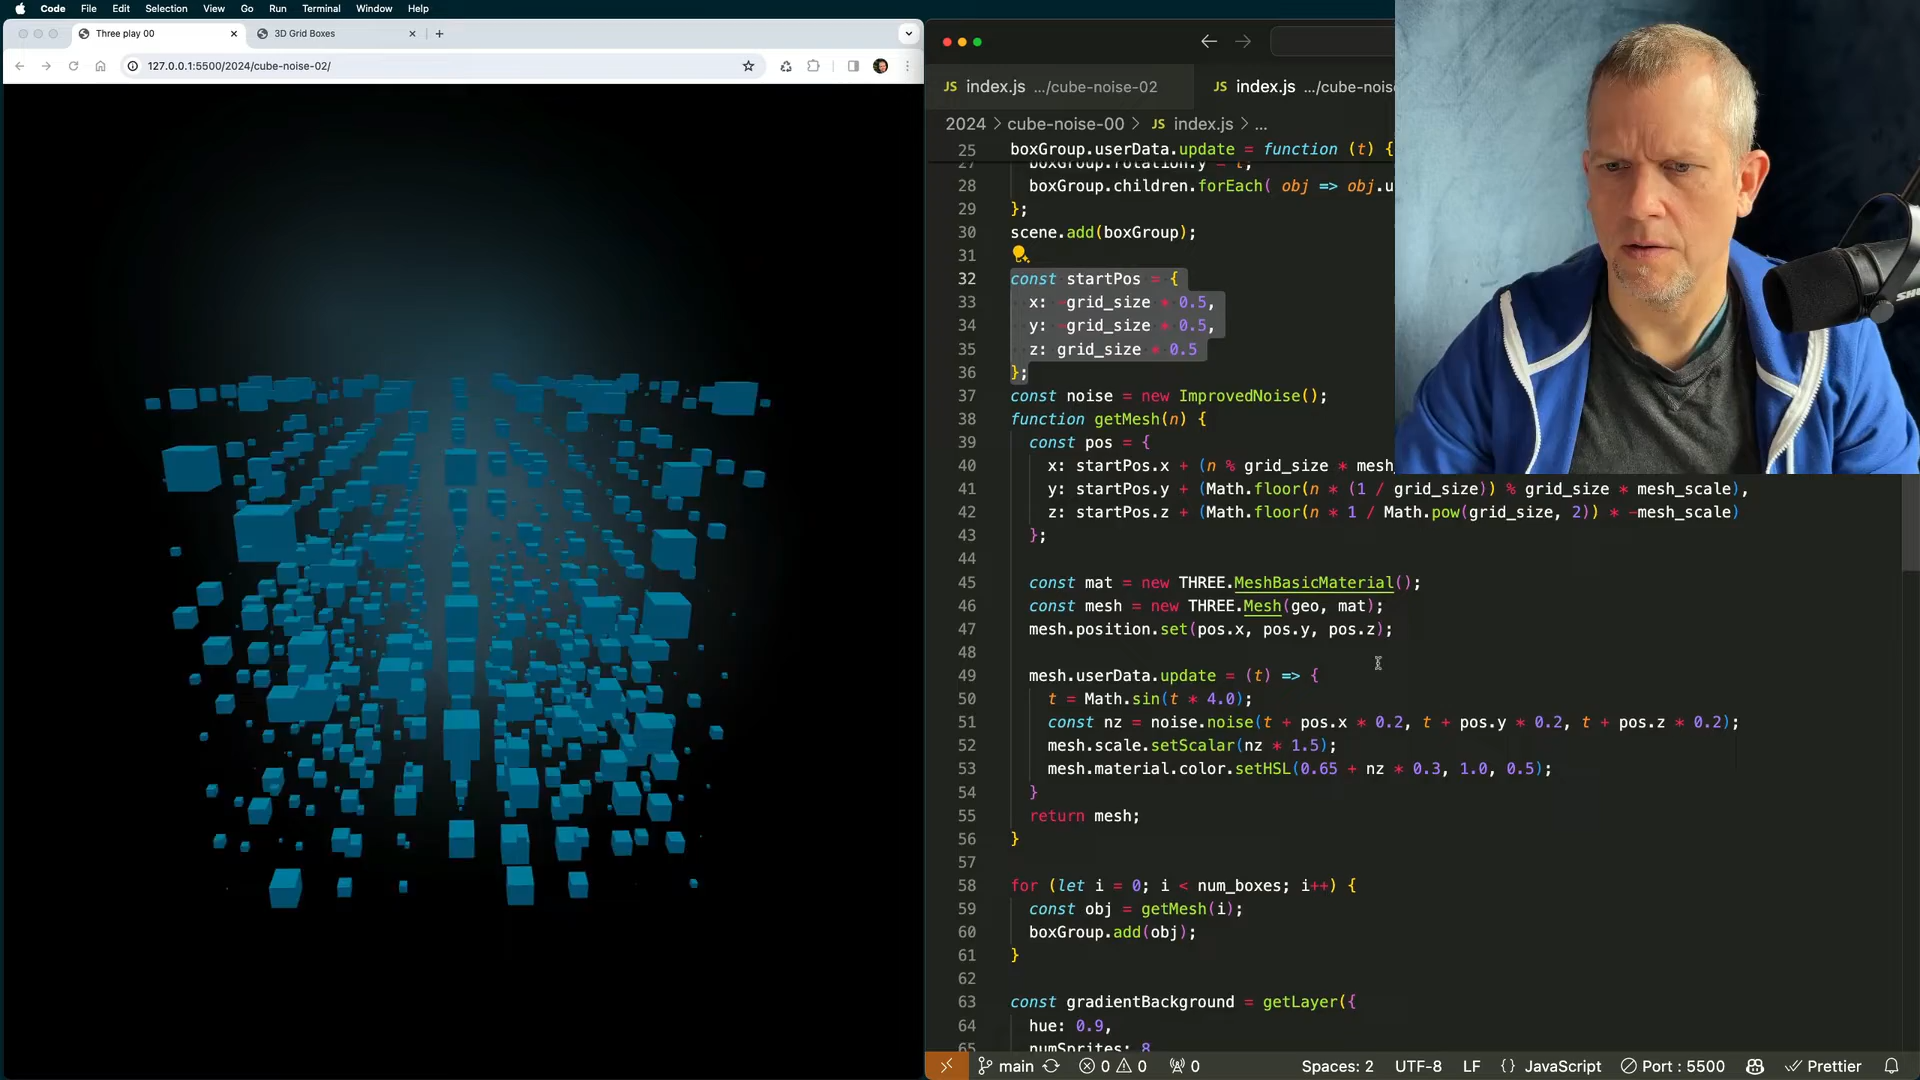 Code File Edit Selection View Go Run Terminal Window Help
Three play 00
3D Grid Boxes
127.0.0.1:5500/2024/cube-noise-02/
JS index.js .../cube-noise-02
JS index.js .../cube-nois
2024 > cube-noise-00 > JS index.js > ...
25 boxGroup.userData.update = function (t) {
27 boxGroup.rotation.y = t;
28 boxGroup.children.forEach( obj => obj.u
29 };
30 scene.add(boxGroup);
31
32 const startPos = {
33 x: -grid_size * 0.5,
34 y: -grid_size * 0.5,
35 z: grid_size * 0.5
36 };
37 const noise = new ImprovedNoise();
38 function getMesh(n) {
39 const pos = {
40 x: startPos.x + (n % grid_size * mesh_
41 y: startPos.y + (Math.floor(n * (1 / grid_size)) % grid_size * mesh_scale),
42 z: startPos.z + (Math.floor(n * 1 / Math.pow(grid_size, 2)) * -mesh_scale)
43 };
44
45 const mat = new THREE.MeshBasicMaterial();
46 const mesh = new THREE.Mesh(geo, mat);
47 mesh.position.set(pos.x, pos.y, pos.z);
48
49 mesh.userData.update = (t) => {
50 t = Math.sin(t * 4.0);
51 const nz = noise.noise(t + pos.x * 0.2, t + pos.y * 0.2, t + pos.z * 0.2);
52 mesh.scale.setScalar(nz * 1.5);
53 mesh.material.color.setHSL(0.65 + nz * 0.3, 1.0, 0.5);
54 }
55 return mesh;
56 }
57
58 for (let i = 0; i < num_boxes; i++) {
59 const obj = getMesh(i);
60 boxGroup.add(obj);
61 }
62
63 const gradientBackground = getLayer({
64 hue: 0.9,
65 numSprites: 8
main 0 0 0 Spaces: 2 UTF-8 LF {} JavaScript Port : 5500 Prettier